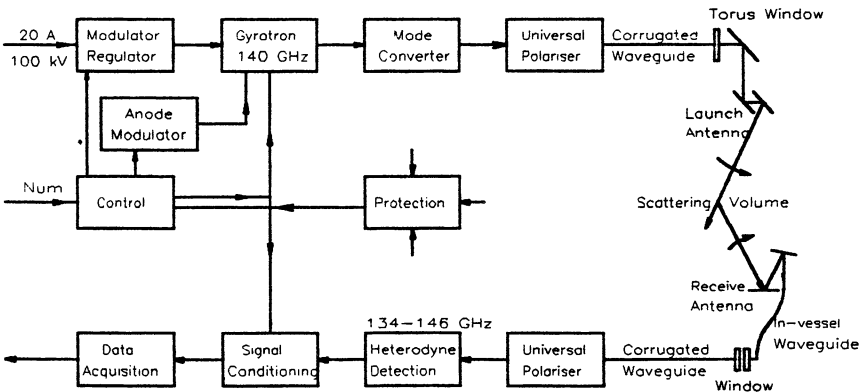 20 A
100 kV
Modulator
Regulator
Gyrotron
140 GHz
Mode
Converter
Universal
Polariser
Corrugated
Waveguide
Torus Window
Anode
Modulator
Launch
Antenna
Num
Control
Protection
Scattering Volume
Receive
Antenna
In-vessel
Waveguide
134-146 GHz
Data
Acquisition
Signal
Conditioning
Heterodyne
Detection
Universal
Polariser
Corrugated
Waveguide
Window